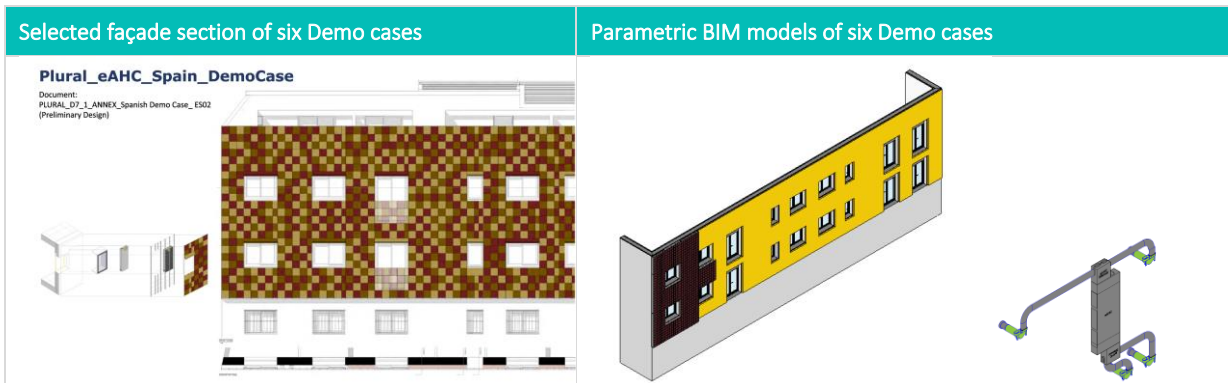 Selected façade section of six Demo cases
Parametric BIM models of six Demo cases
Plural_eAHC_Spain_DemoCase
Document:
PLURAL_D7_1_ANNEX_Spanish Demo Case_ ES02
(Preliminary Design)